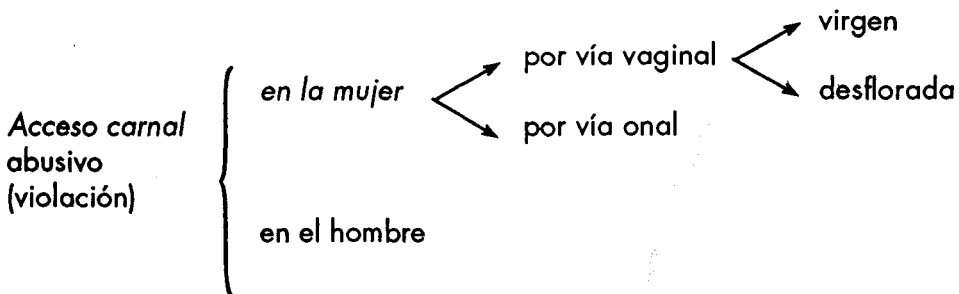 virgen
por vía vaginal
desflorada
en la mujer
por vía onal
Acceso carnal
abusivo
(violación)
en el hombre